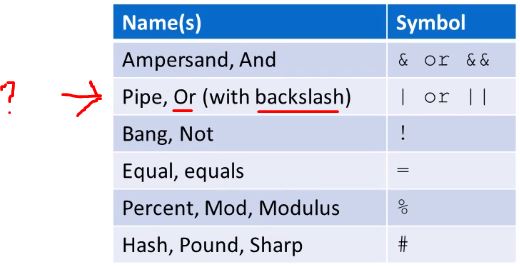 Name(s) Symbol
Ampersand, And & or &&
? Pipe, Or (with backslash) | or ||
Bang, Not !
Equal, equals =
Percent, Mod, Modulus %
Hash, Pound, Sharp #